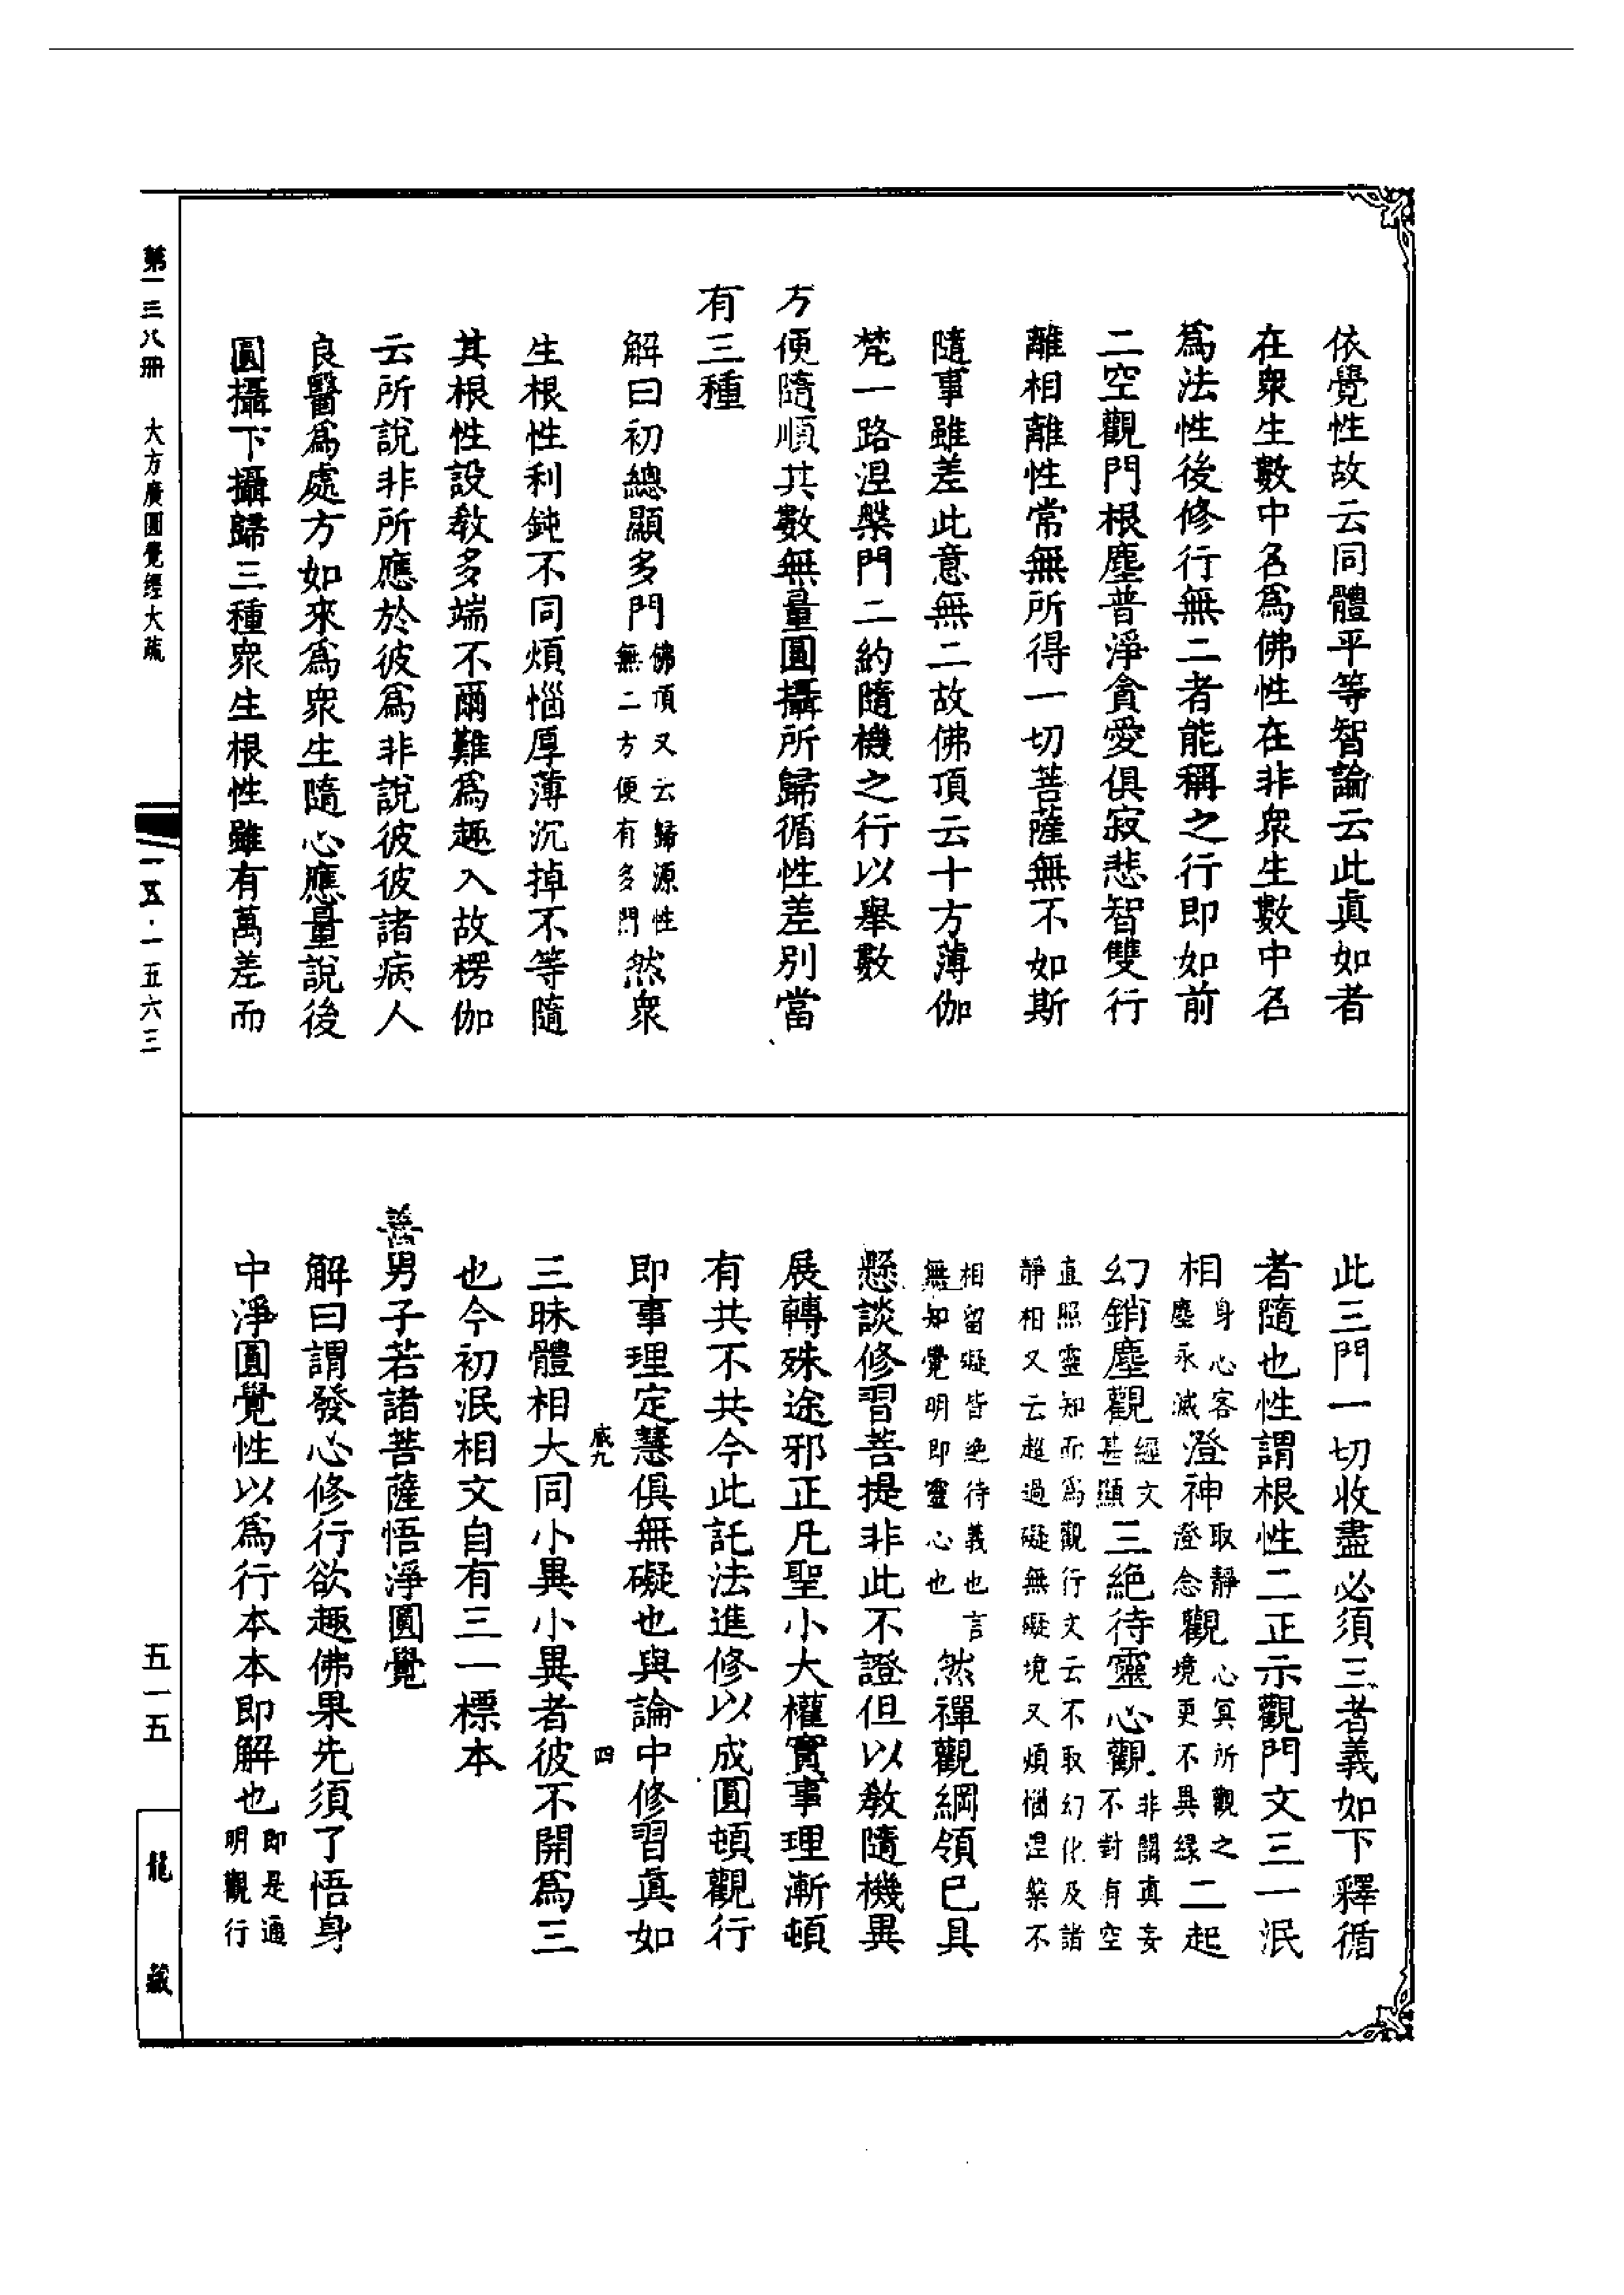 依覺性故云同體平等智論云此真如者
在衆生數中名爲佛性在非衆生數中名
爲法性後修行無二者能稱之行即如前
二空觀門根塵普淨貪愛俱寂悲智雙行
離相離性常無所得一切菩薩無不如斯
隨事雖差此意無二故佛頂云十方薄伽
梵一路涅槃門二約隨機之行以舉數
方便隨順其數無量圓攝所歸循性差別當
有三種
解曰初總顯多門佛頂又云歸源性無二方便有多門然衆
生根性利鈍不同煩惱厚薄沉掉不等隨
其根性設敎多端不爾難爲趣入故楞伽
云所說非所應於彼爲非說彼彼諸病人
良醫爲處方如來爲衆生隨心應量說後
圓攝下攝歸三種衆生根性雖有萬差而
第一三八冊 大方廣圓覺經大疏
一五·一五六三
此三門一切收盡必須三者義如下釋循
者隨也性謂根性二正示觀門文三一泯
相身心客塵永滅澄神取靜澄念觀心冥所觀之境更不異緣二起
幻銷塵觀經文甚顯三絶待靈心觀非關真妄不對有空
直照靈知而爲觀行文云不取幻化及諸靜相又云超過礙無礙境又煩惱涅槃不
相留礙皆絶待義也言無知覺明即靈心也然禪觀綱領已具
懸談修習菩提非此不證但以敎隨機異
展轉殊途邪正凡聖小大權實事理漸頓
有共不共今此託法進修以成圓頓觀行
即事理定慧俱無礙也與論中修習眞如
咸九 四
三昧體相大同小異小異者彼不開爲三
也今初泯相文自有三一標本
善男子若諸菩薩悟淨圓覺
解曰謂發心修行欲趣佛果先須了悟身
中淨圓覺性以爲行本本即解也即是通明觀行
五一五
龍藏